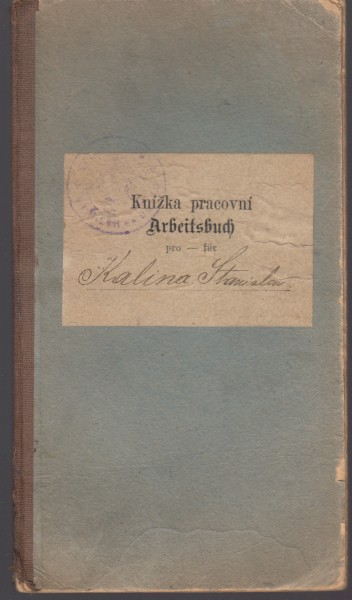 Knížka pracovní
Arbeitsbuch
pro — für
Kalina Stanislav